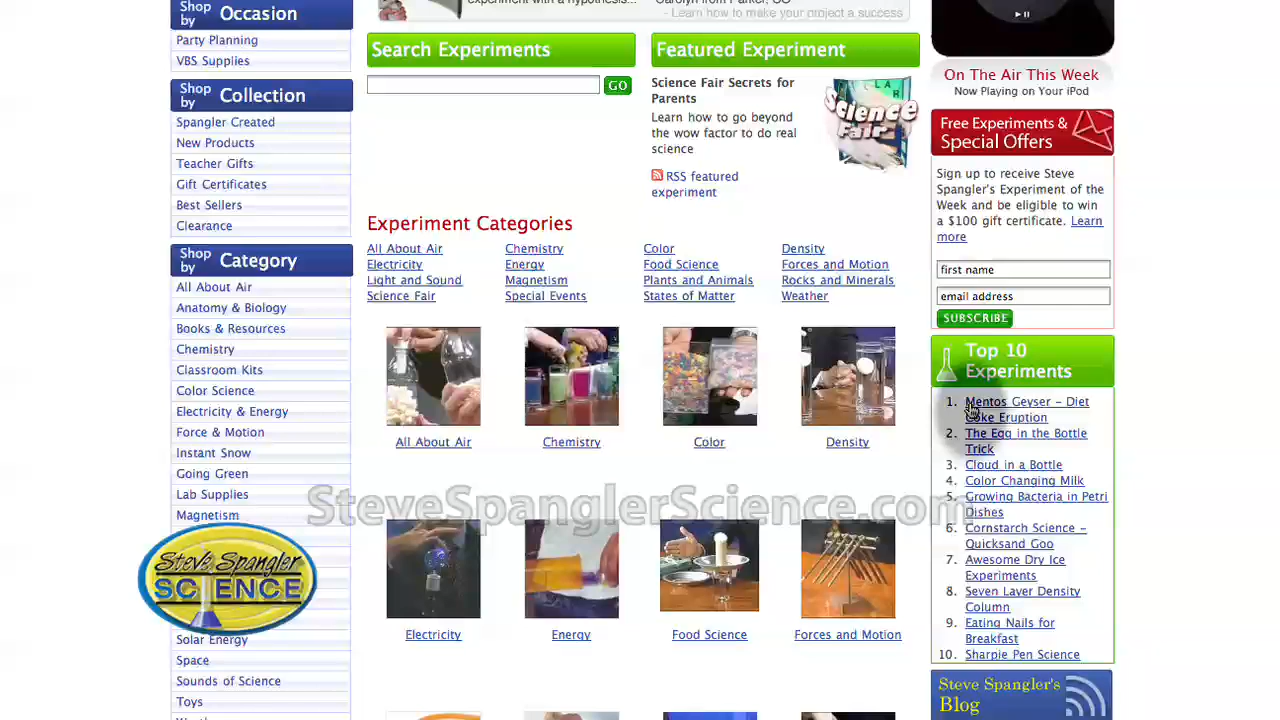 experiment with a hypothesis...
Carolyn from Parker, CO
- Learn how to make your project a success
Shop by Occasion
Party Planning
VBS Supplies
Shop by Collection
Spangler Created
New Products
Teacher Gifts
Gift Certificates
Best Sellers
Clearance
Shop by Category
All About Air
Anatomy & Biology
Books & Resources
Chemistry
Classroom Kits
Color Science
Electricity & Energy
Force & Motion
Instant Snow
Going Green
Lab Supplies
Magnetism
Steve Spangler
SCIENCE
Solar Energy
Space
Sounds of Science
Toys
Search Experiments
GO
Featured Experiment
Science Fair Secrets for
Parents
Learn how to go beyond
the wow factor to do real
science
Science
Fair
RSS featured
experiment
Experiment Categories
All About Air Chemistry Color Density
Electricity Energy Food Science Forces and Motion
Light and Sound Magnetism Plants and Animals Rocks and Minerals
Science Fair Special Events States of Matter Weather
All About Air Chemistry Color Density
SteveSpanglerScience.com
Electricity Energy Food Science Forces and Motion
On The Air This Week
Now Playing on Your iPod
Free Experiments &
Special Offers
Sign up to receive Steve
Spangler's Experiment of the
Week and be eligible to win
a $100 gift certificate. Learn
more
first name
email address
SUBSCRIBE
Top 10
Experiments
1. Mentos Geyser – Diet
Coke Eruption
2. The Egg in the Bottle
Trick
3. Cloud in a Bottle
4. Color Changing Milk
5. Growing Bacteria in Petri
Dishes
6. Cornstarch Science –
Quicksand Goo
7. Awesome Dry Ice
Experiments
8. Seven Layer Density
Column
9. Eating Nails for
Breakfast
10. Sharpie Pen Science
Steve Spangler's
Blog